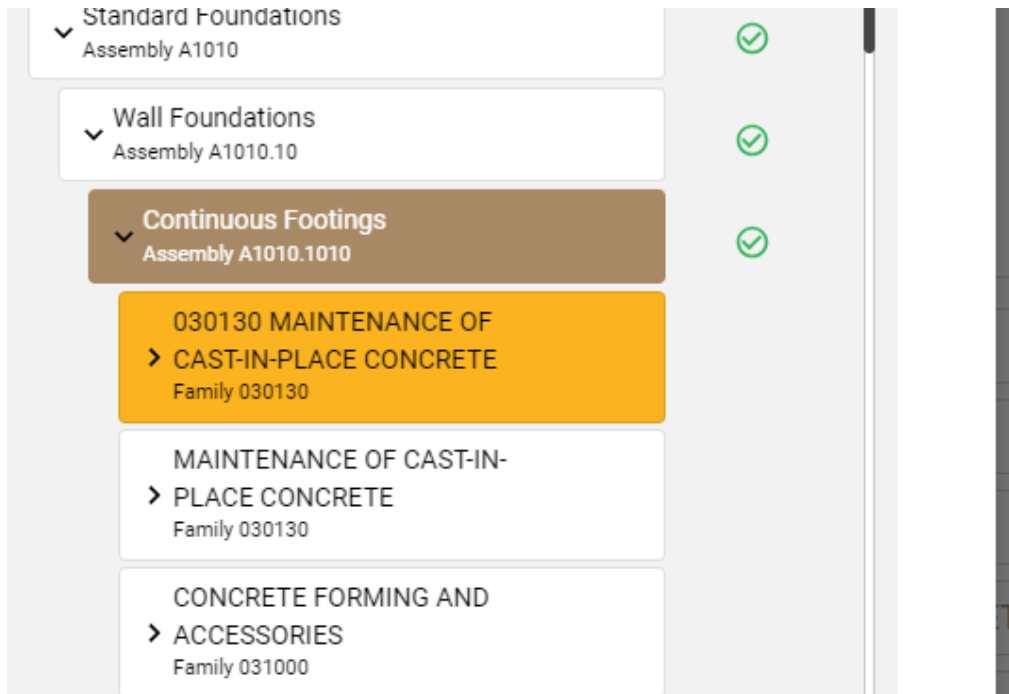 Standard Foundations
Assembly A1010
Wall Foundations
Assembly A1010.10
Continuous Footings
Assembly A1010.1010
030130 MAINTENANCE OF
CAST-IN-PLACE CONCRETE
Family 030130
MAINTENANCE OF CAST-IN-
PLACE CONCRETE
Family 030130
CONCRETE FORMING AND
ACCESSORIES
Family 031000